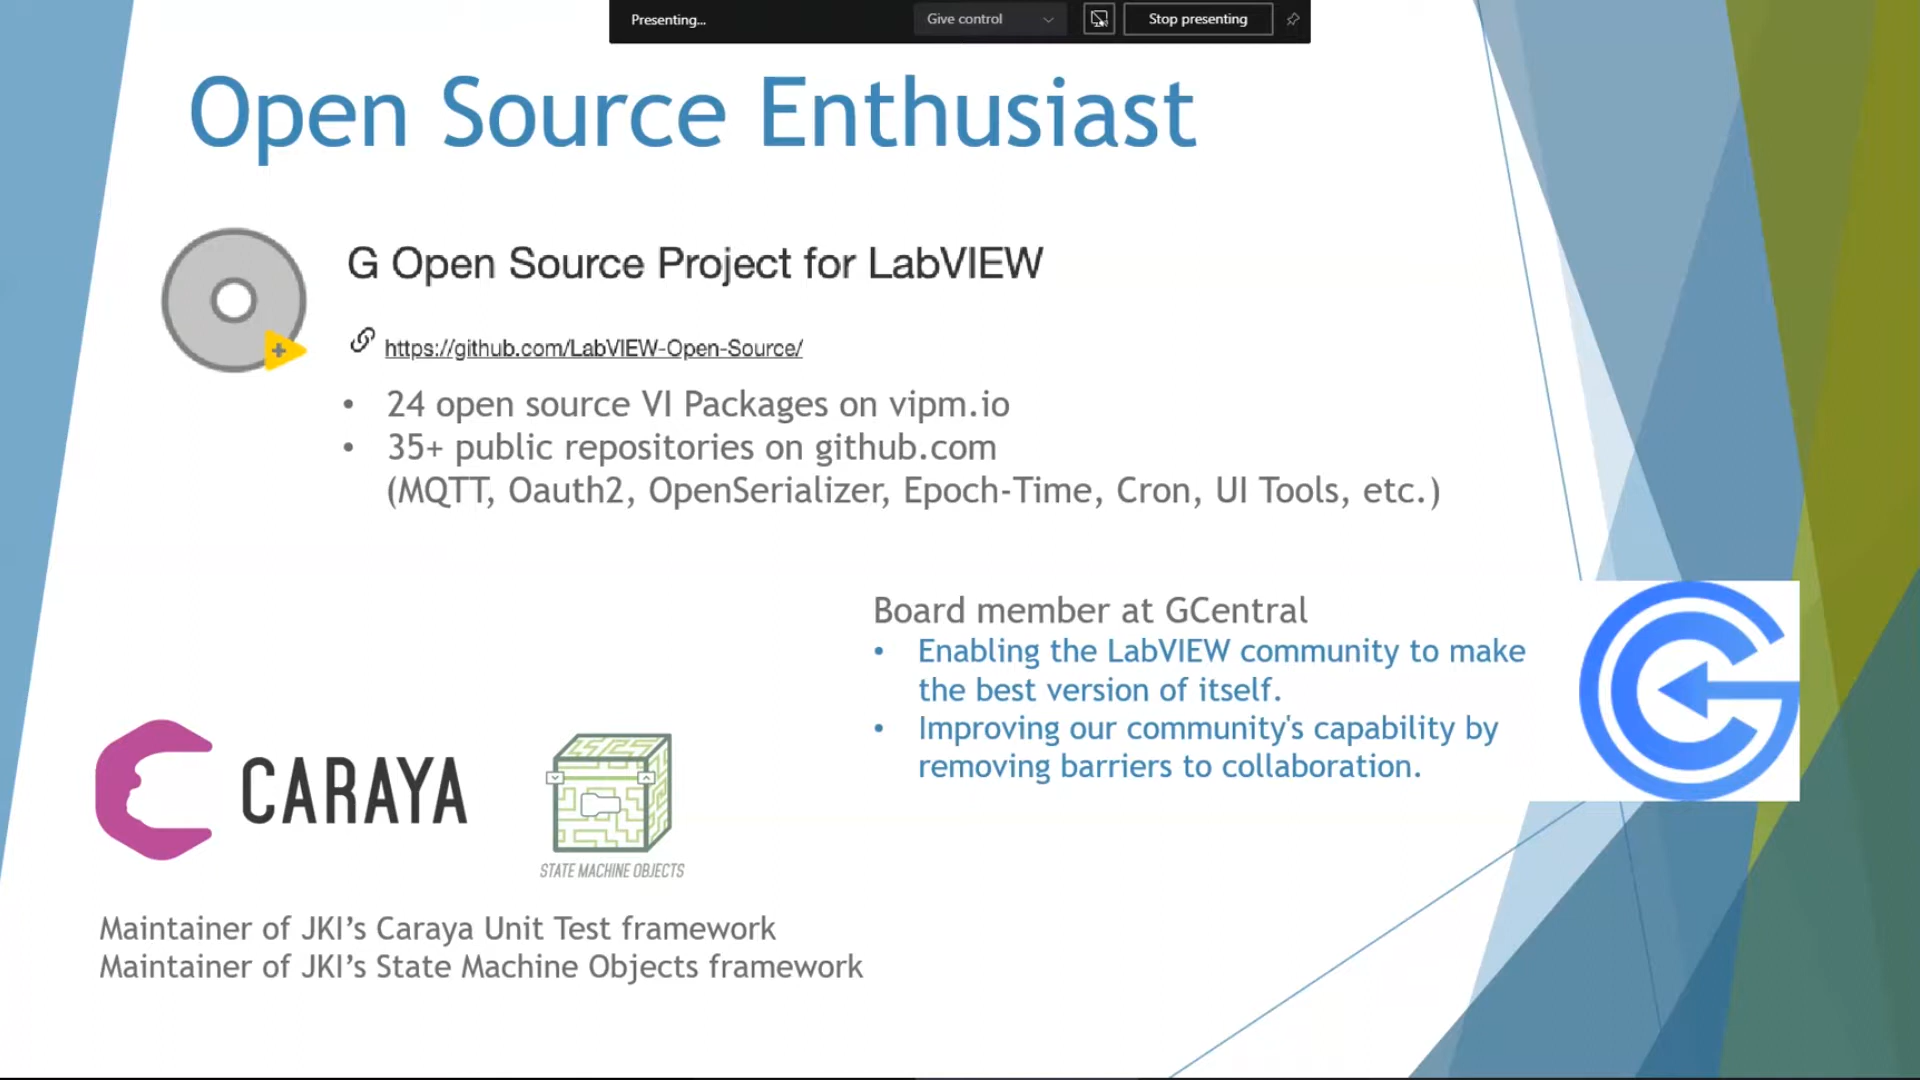 Presenting...
Give control
Stop presenting
Open Source Enthusiast
G Open Source Project for LabVIEW
https://github.com/LabVIEW-Open-Source/
• 24 open source VI Packages on vipm.io
• 35+ public repositories on github.com
(MQTT, Oauth2, OpenSerializer, Epoch-Time, Cron, UI Tools, etc.)
Board member at GCentral
• Enabling the LabVIEW community to make
the best version of itself.
• Improving our community's capability by
removing barriers to collaboration.
CARAYA
STATE MACHINE OBJECTS
Maintainer of JKI’s Caraya Unit Test framework
Maintainer of JKI’s State Machine Objects framework